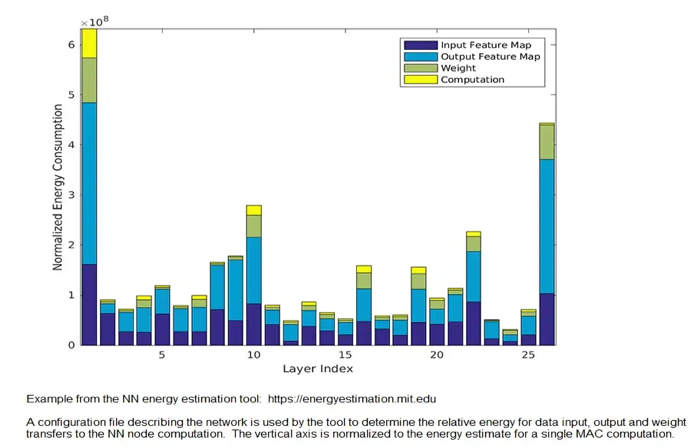 ×10⁸
6
5
4
3
2
1
0
Normalized Energy Consumption
Input Feature Map
Output Feature Map
Weight
Computation
5 10 15 20 25
Layer Index
Example from the NN energy estimation tool: https://energyestimation.mit.edu
A configuration file describing the network is used by the tool to determine the relative energy for data input, output and weight
transfers to the NN node computation. The vertical axis is normalized to the energy estimate for a single MAC computation.